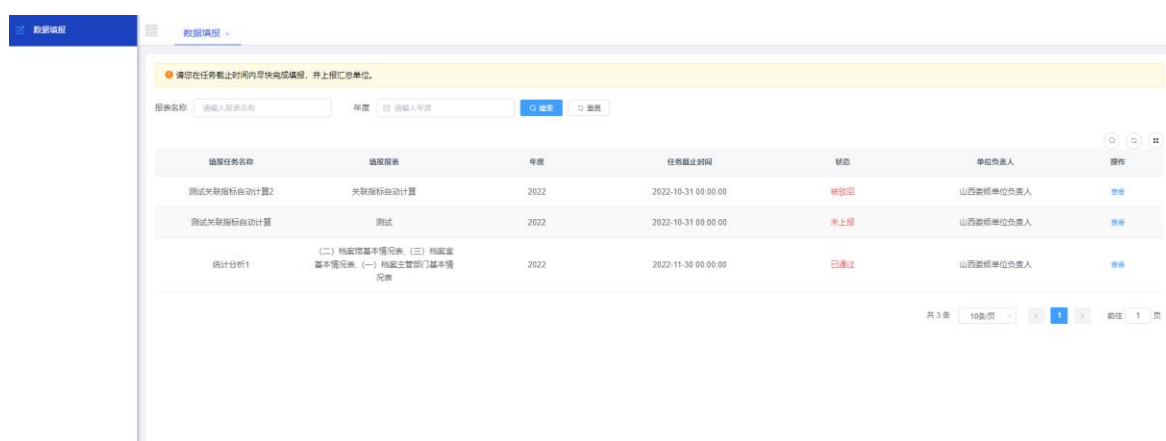 数据填报
数据填报 ×
请您在任务截止时间内尽快完成填报，并上报汇总单位。
报表名称 请输入报表名称 年度 请输入年度 搜索 重置
填报任务名称 填报报表 年度 任务截止时间 状态 单位负责人 操作
测试关联指标自动计算2 关联指标自动计算 2022 2022-10-31 00:00:00 被驳回 山西娄烦单位负责人 查看
测试关联指标自动计算 测试 2022 2022-10-31 00:00:00 未上报 山西娄烦单位负责人 查看
（二）档案馆基本情况表,（三）档案室
统计分析1 基本情况表,（一）档案主管部门基本情 2022 2022-11-30 00:00:00 已通过 山西娄烦单位负责人 查看
况表
共 3 条 10条/页 1 前往 1 页